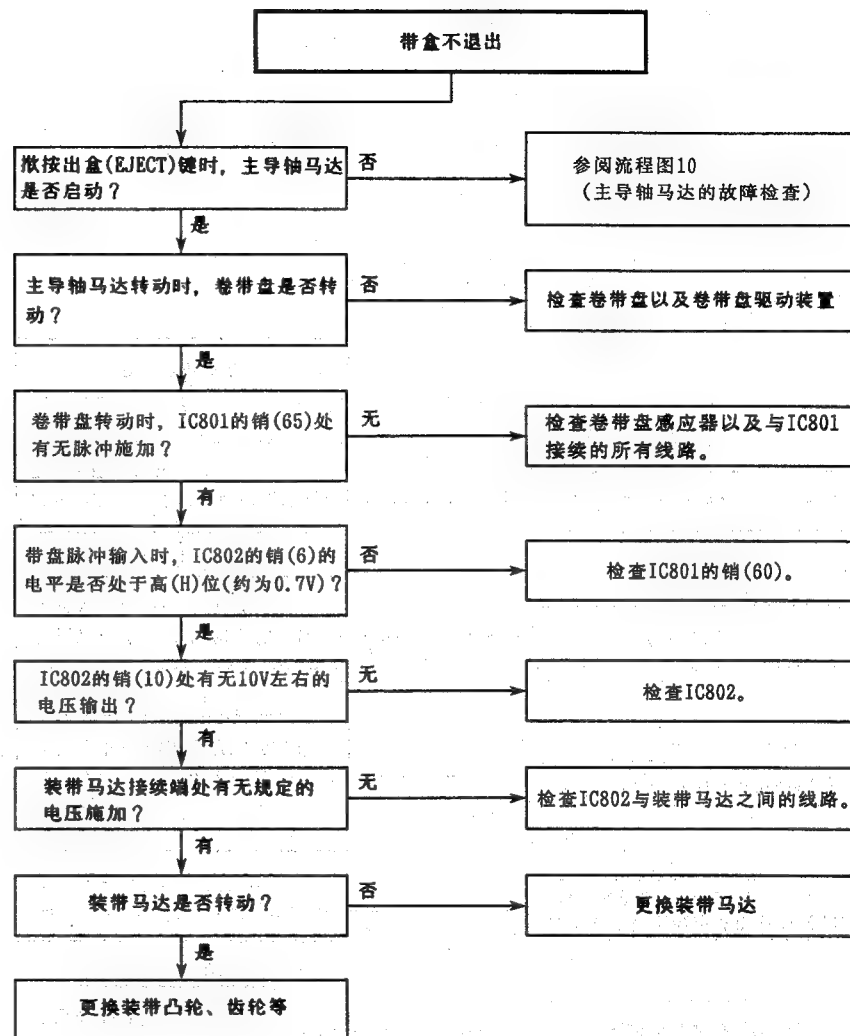 带盒不退出
揿按出盒(EJECT)键时，主导轴马达
是否启动？
否
参阅流程图10
（主导轴马达的故障检查）
是
主导轴马达转动时，卷带盘是否转
动？
否
检查卷带盘以及卷带盘驱动装置
是
卷带盘转动时，IC801的销(65)处
有无脉冲施加？
无
检查卷带盘感应器以及与IC801
接续的所有线路。
有
带盘脉冲输入时，IC802的销(6)的
电平是否处于高(H)位(约为0.7V)？
否
检查IC801的销(60)。
是
IC802的销(10)处有无10V左右的
电压输出？
无
检查IC802。
有
装带马达接续端处有无规定的
电压施加？
无
检查IC802与装带马达之间的线路。
有
装带马达是否转动？
否
更换装带马达
是
更换装带凸轮、齿轮等